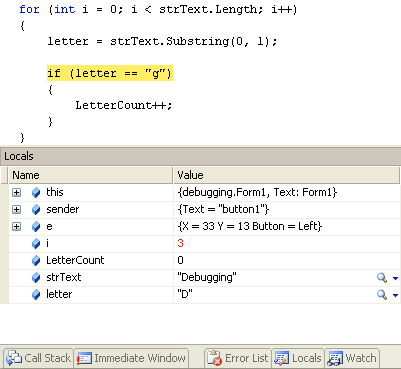 for (int i = 0; i < strText.Length; i++)
{
letter = strText.Substring(0, 1);
if (letter == "g")
{
LetterCount++;
}
}
Locals
Name Value
this {debugging.Form1, Text: Form1}
sender {Text = "button1"}
e {X = 33 Y = 13 Button = Left}
i 3
LetterCount 0
strText "Debugging"
letter "D"
Call Stack Immediate Window Error List Locals Watch